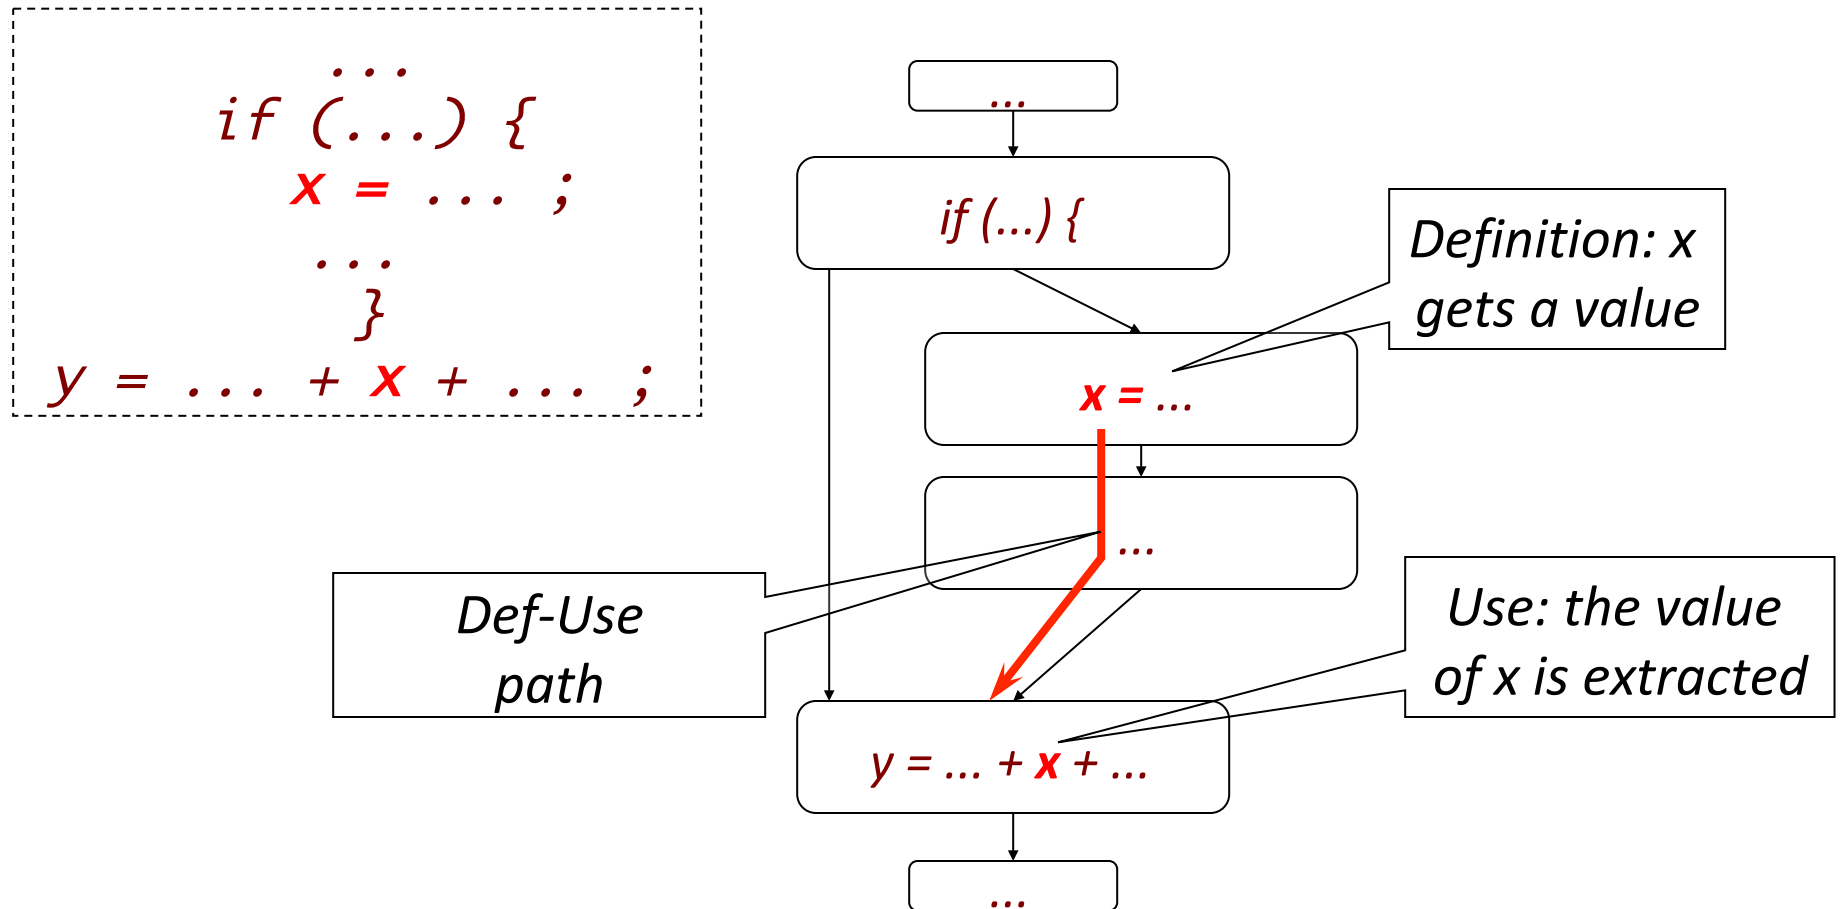 ...
if (...) {
x = ... ;
...
}
y = ... + x + ... ;
...
if (...) {
Definition: x
gets a value
x = ...
...
Def-Use
path
Use: the value
of x is extracted
y = ... + x + ...
...